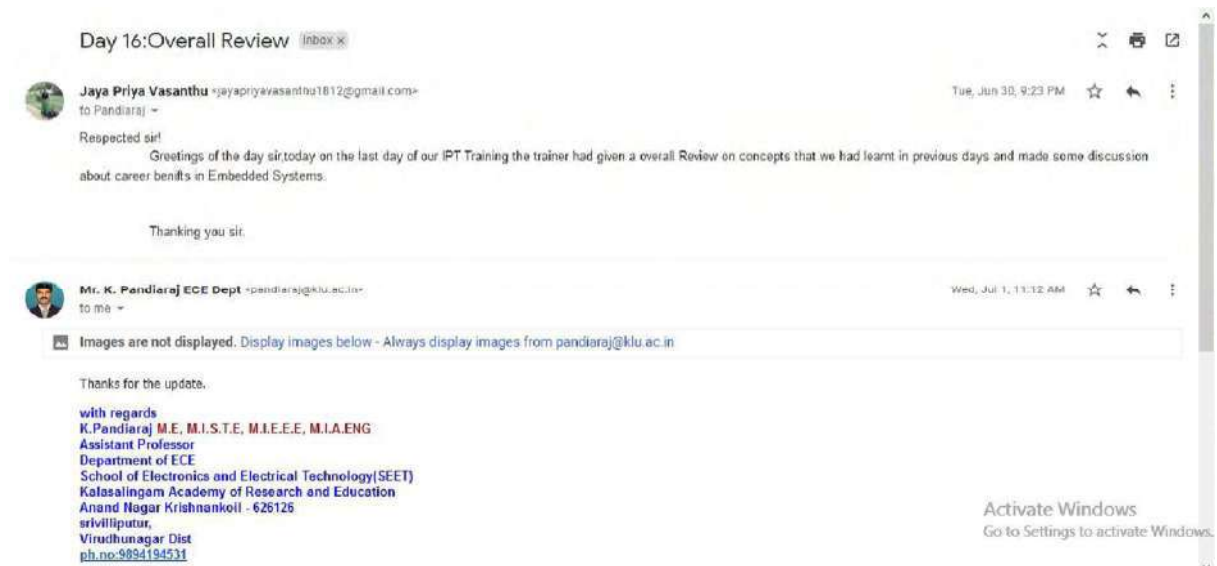 Day 16:Overall Review Inbox x
Jaya Priya Vasanthu <jayapriyavasanthu1812@gmail.com> Tue, Jun 30, 9:23 PM
to Pandiaraj
Respected sir!
Greetings of the day sir,today on the last day of our IPT Training the trainer had given a overall Review on concepts that we had learnt in previous days and made some discussion
about career benifts in Embedded Systems.
Thanking you sir.
Mr. K. Pandiaraj ECE Dept <pandiaraj@klu.ac.in> Wed, Jul 1, 11:12 AM
to me
Images are not displayed. Display images below - Always display images from pandiaraj@klu.ac.in
Thanks for the update.
with regards
K.Pandiaraj M.E, M.I.S.T.E, M.I.E.E.E, M.I.A.ENG
Assistant Professor
Department of ECE
School of Electronics and Electrical Technology(SEET)
Kalasalingam Academy of Research and Education
Anand Nagar Krishnankoil - 626126
srivilliputur,
Virudhunagar Dist
ph.no:9894194531
Activate Windows
Go to Settings to activate Windows.